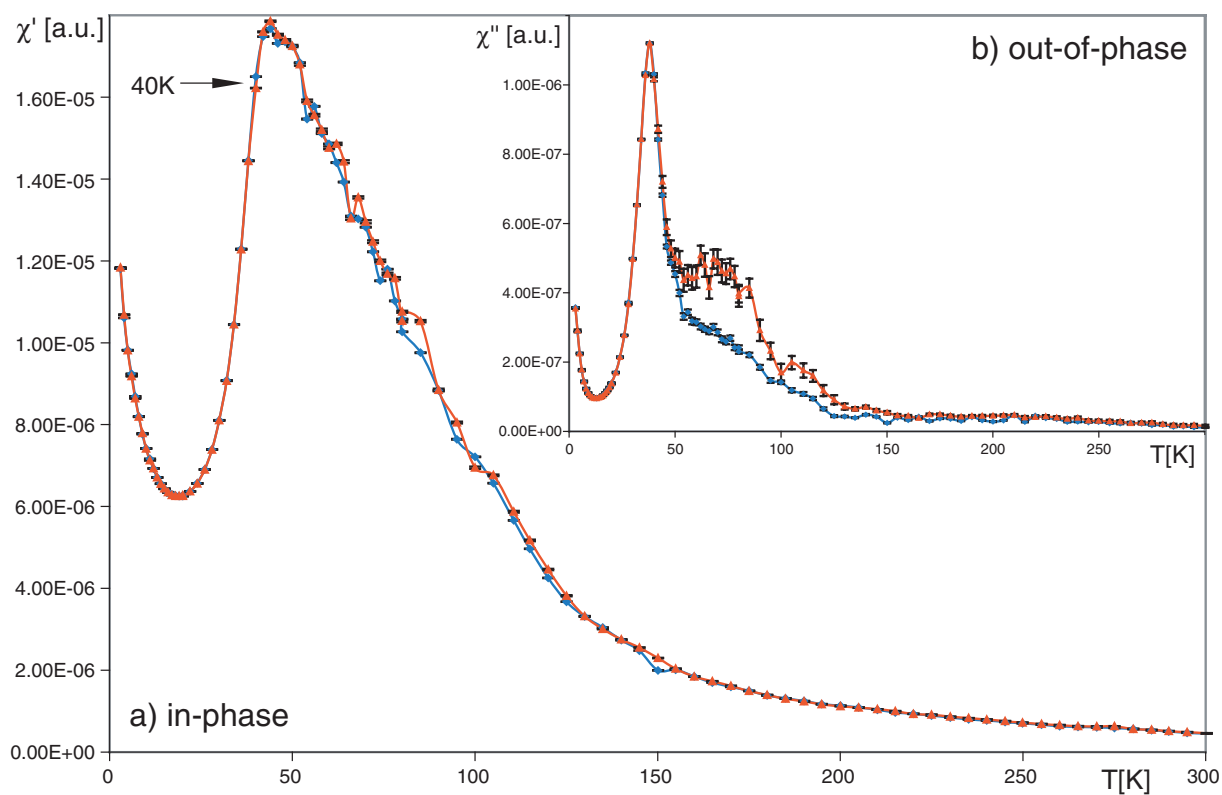 χ' [a.u.]
χ'' [a.u.]
b) out-of-phase
40K
1.60E-05
1.40E-05
1.20E-05
1.00E-05
8.00E-06
6.00E-06
4.00E-06
2.00E-06
0.00E+00
1.00E-06
8.00E-07
6.00E-07
4.00E-07
2.00E-07
0.00E+00
0 50 100 150 200 250
T[K]
a) in-phase
0 50 100 150 200 250 300
T[K]